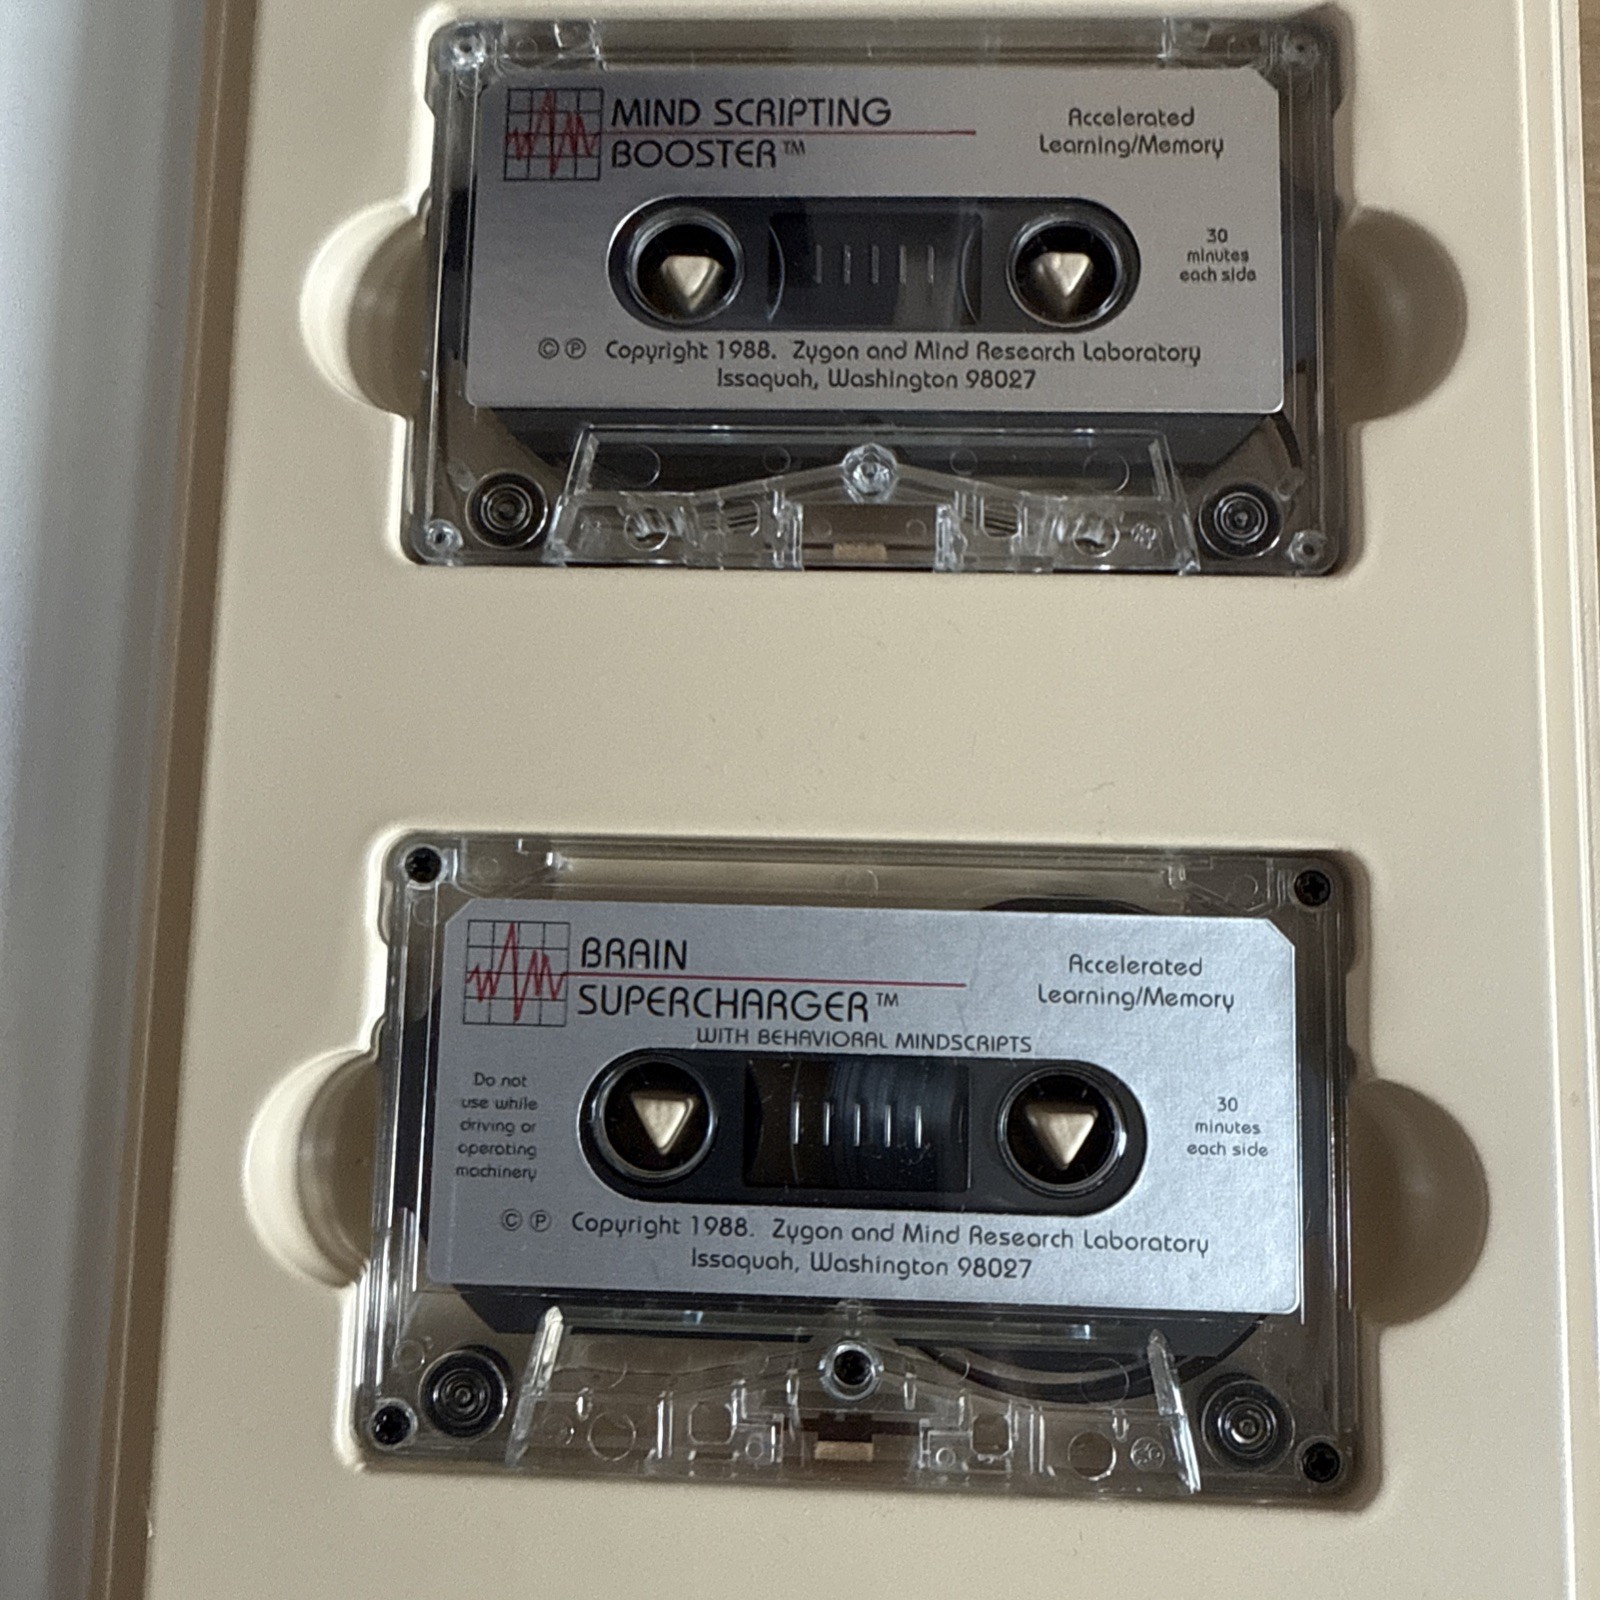 MIND SCRIPTING
BOOSTER™
Accelerated
Learning/Memory
30
minutes
each side
© ℗ Copyright 1988. Zygon and Mind Research Laboratory
Issaquah, Washington 98027
BRAIN
SUPERCHARGER™
WITH BEHAVIORAL MINDSCRIPTS
Accelerated
Learning/Memory
Do not
use while
driving or
operating
machinery
30
minutes
each side
© ℗ Copyright 1988. Zygon and Mind Research Laboratory
Issaquah, Washington 98027